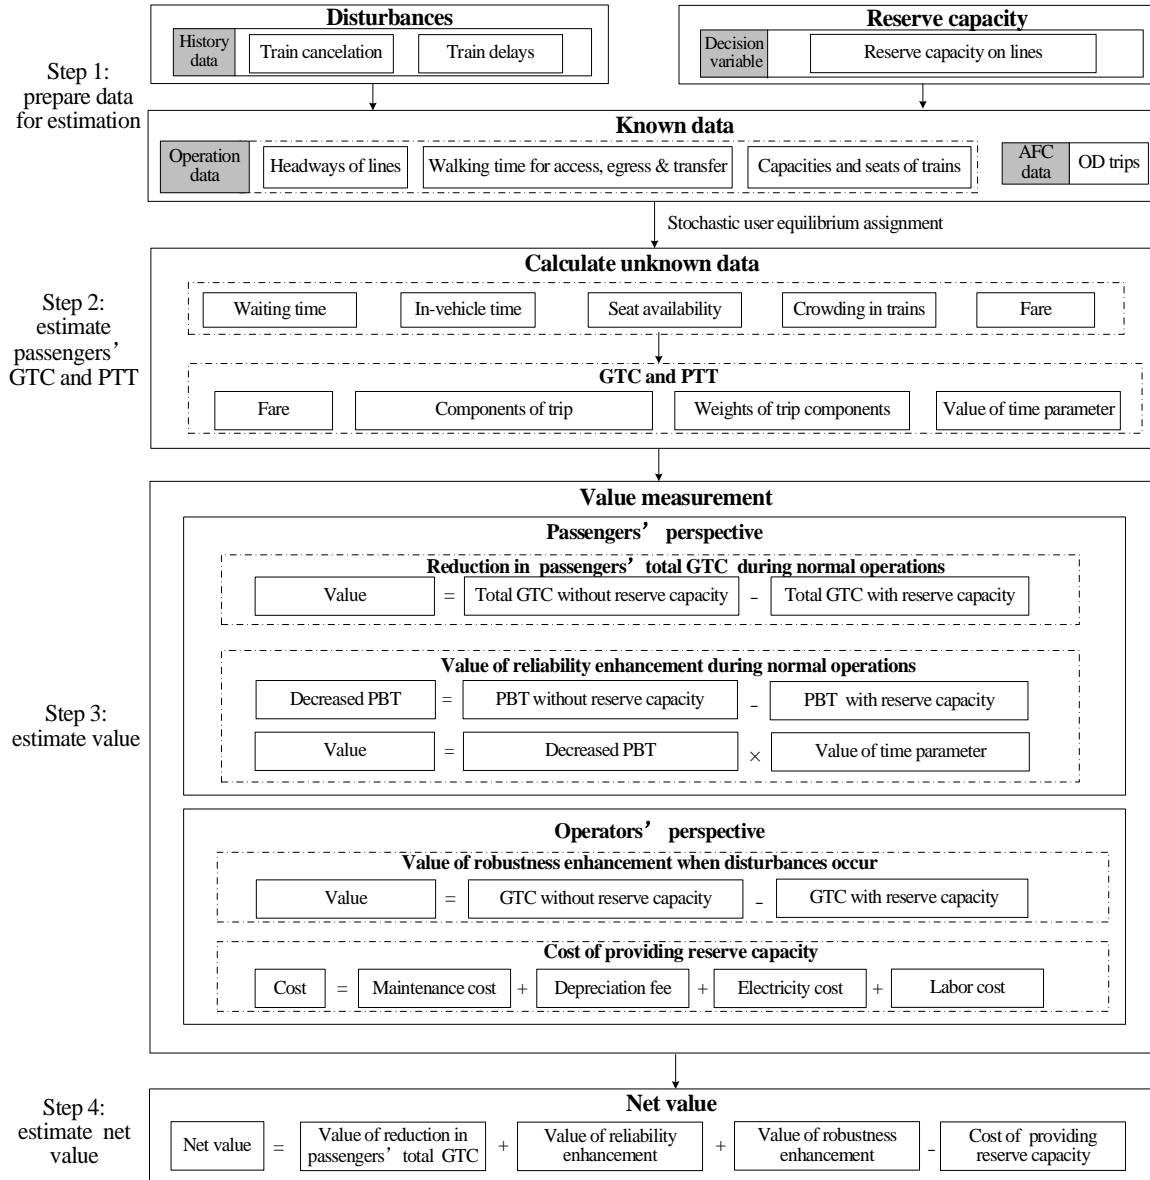 Disturbances
History
data
Train cancelation
Train delays
Reserve capacity
Decision
variable
Reserve capacity on lines
Step 1:
prepare data
for estimation
Known data
Operation
data
Headways of lines
Walking time for access, egress & transfer
Capacities and seats of trains
AFC
data
OD trips
Stochastic user equilibrium assignment
Step 2:
estimate
passengers’
GTC and PTT
Calculate unknown data
Waiting time
In-vehicle time
Seat availability
Crowding in trains
Fare
GTC and PTT
Fare
Components of trip
Weights of trip components
Value of time parameter
Step 3:
estimate value
Value measurement
Passengers’ perspective
Reduction in passengers’ total GTC during normal operations
Value = Total GTC without reserve capacity - Total GTC with reserve capacity
Value of reliability enhancement during normal operations
Decreased PBT = PBT without reserve capacity - PBT with reserve capacity
Value = Decreased PBT × Value of time parameter
Operators’ perspective
Value of robustness enhancement when disturbances occur
Value = GTC without reserve capacity - GTC with reserve capacity
Cost of providing reserve capacity
Cost = Maintenance cost + Depreciation fee + Electricity cost + Labor cost
Step 4:
estimate net
value
Net value
Net value =
Value of reduction in
passengers’ total GTC
+
Value of reliability
enhancement
+
Value of robustness
enhancement
-
Cost of providing
reserve capacity